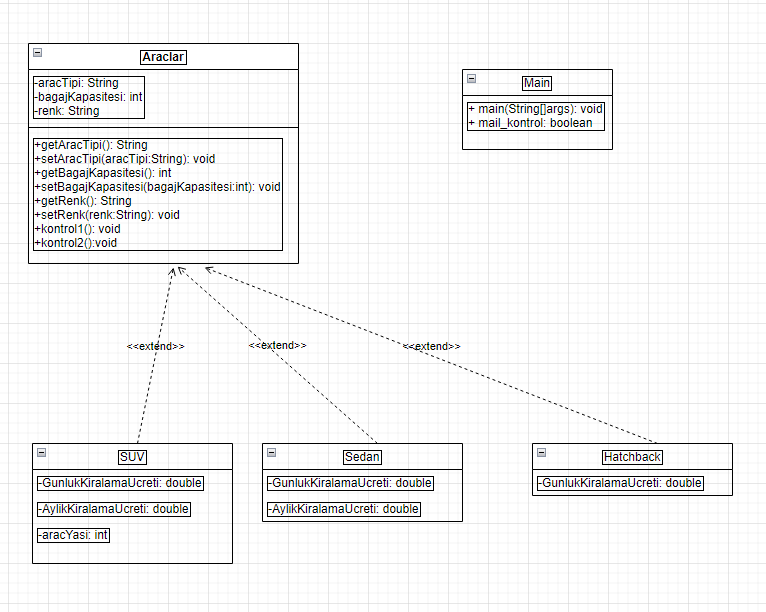 Araclar
-aracTipi: String
-bagajKapasitesi: int
-renk: String
+getAracTipi(): String
+setAracTipi(aracTipi:String): void
+getBagajKapasitesi(): int
+setBagajKapasitesi(bagajKapasitesi:int): void
+getRenk(): String
+setRenk(renk:String): void
+kontrol1(): void
+kontrol2():void
Main
+ main(String[]args): void
+ mail_kontrol: boolean
<<extend>>
<<extend>>
<<extend>>
SUV
-GunlukKiralamaUcreti: double
-AylikKiralamaUcreti: double
-aracYasi: int
Sedan
-GunlukKiralamaUcreti: double
-AylikKiralamaUcreti: double
Hatchback
-GunlukKiralamaUcreti: double